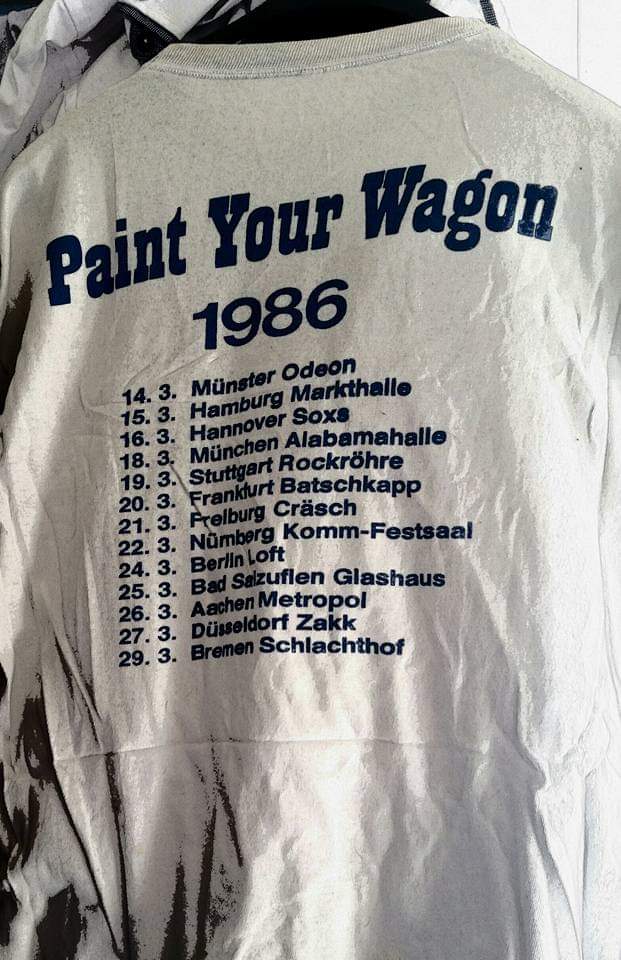 Paint Your Wagon
1986
14. 3. Münster Odeon
15. 3. Hamburg Markthalle
16. 3. Hannover Soxs
18. 3. München Alabamahalle
19. 3. Stuttgart Rockröhre
20. 3. Frankfurt Batschkapp
21. 3. Freiburg Cräsch
22. 3. Nürnberg Komm-Festsaal
24. 3. Berlin Loft
25. 3. Bad Salzuflen Glashaus
26. 3. Aachen Metropol
27. 3. Düsseldorf Zakk
29. 3. Bremen Schlachthof